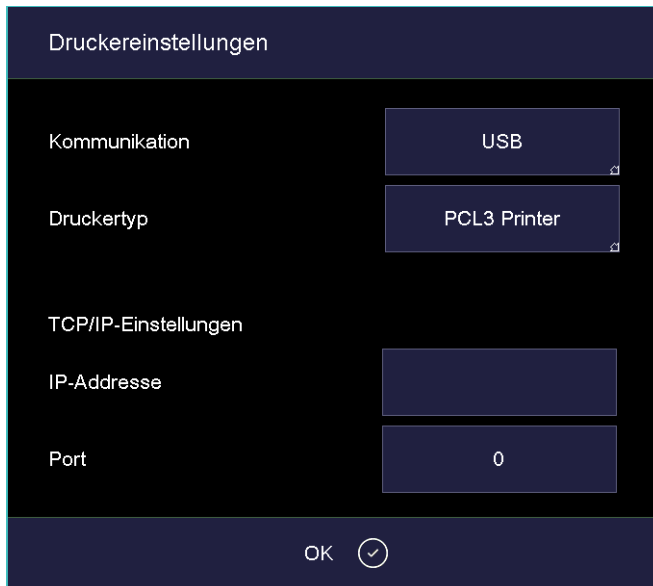 Druckereinstellungen
Kommunikation USB
Druckertyp PCL3 Printer
TCP/IP-Einstellungen
IP-Addresse
Port 0
OK